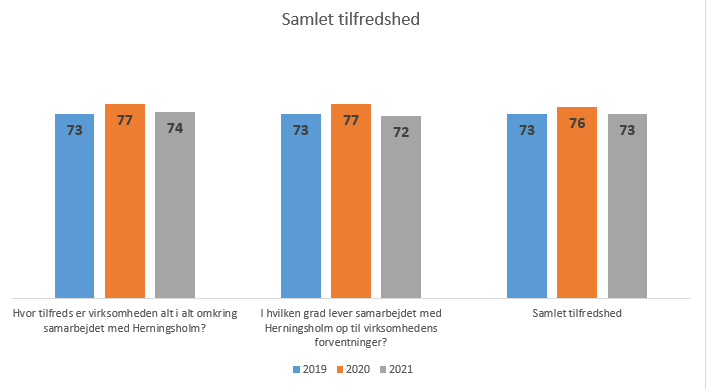 Samlet tilfredshed
73 77 74 73 77 72 73 76 73
Hvor tilfreds er virksomheden alt i alt omkring
samarbejdet med Herningsholm?
I hvilken grad lever samarbejdet med
Herningsholm op til virksomhedens
forventninger?
Samlet tilfredshed
2019 2020 2021